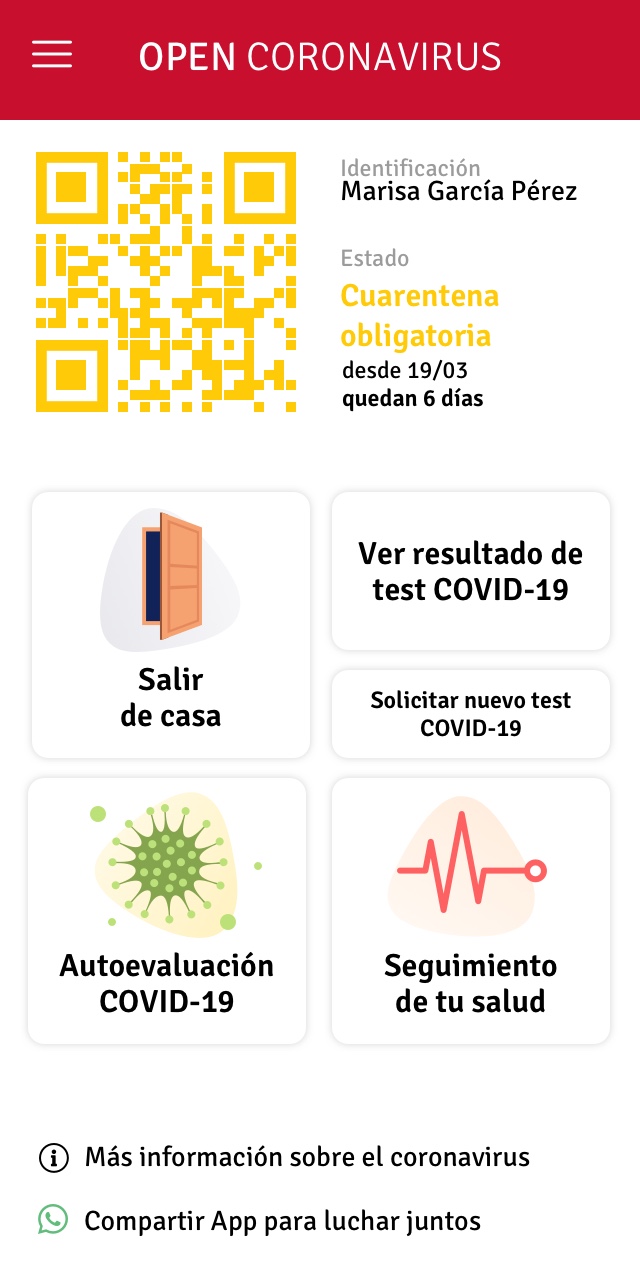 OPEN CORONAVIRUS
Identificación
Marisa García Pérez
Estado
Cuarentena
obligatoria
desde 19/03
quedan 6 días
Salir
de casa
Ver resultado de
test COVID-19
Solicitar nuevo test
COVID-19
Autoevaluación
COVID-19
Seguimiento
de tu salud
Más información sobre el coronavirus
Compartir App para luchar juntos